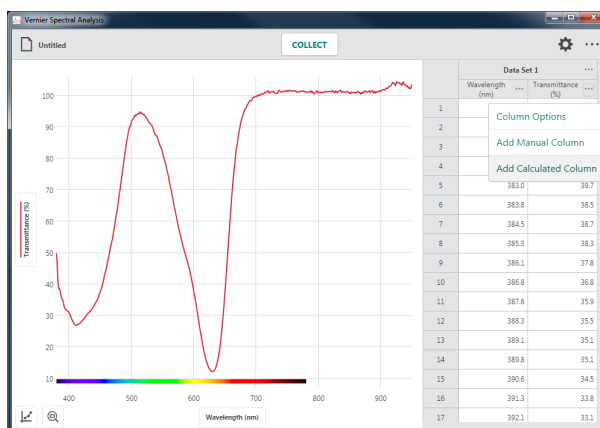 Vernier Spectral Analysis
Untitled
COLLECT
...
Transmittance (%)
100
90
80
70
60
50
40
30
20
10
400
500
600
700
800
900
Wavelength (nm)
Data Set 1 ...
Wavelength (nm) ...
Transmittance (%) ...
Column Options
Add Manual Column
Add Calculated Column
1
2
3
4
5 383.0 39.7
6 383.8 38.5
7 384.5 38.7
8 385.3 38.3
9 386.1 37.8
10 386.8 36.8
11 387.6 35.9
12 388.3 35.5
13 389.1 35.1
14 389.8 35.1
15 390.6 34.5
16 391.3 33.8
17 392.1 33.1